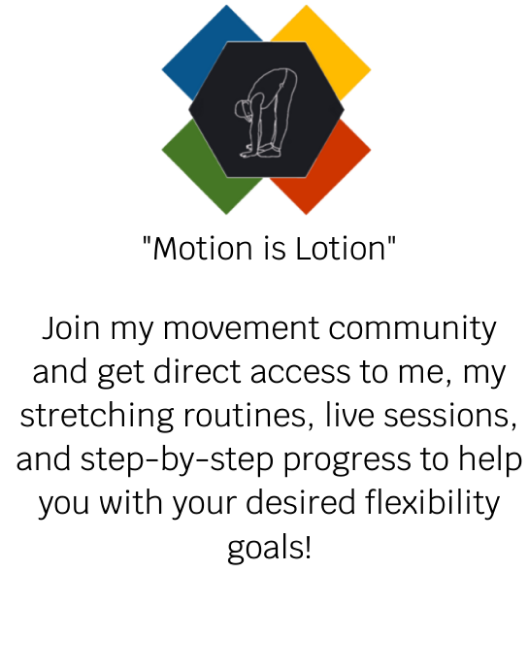 "Motion is Lotion"
Join my movement community
and get direct access to me, my
stretching routines, live sessions,
and step-by-step progress to help
you with your desired flexibility
goals!